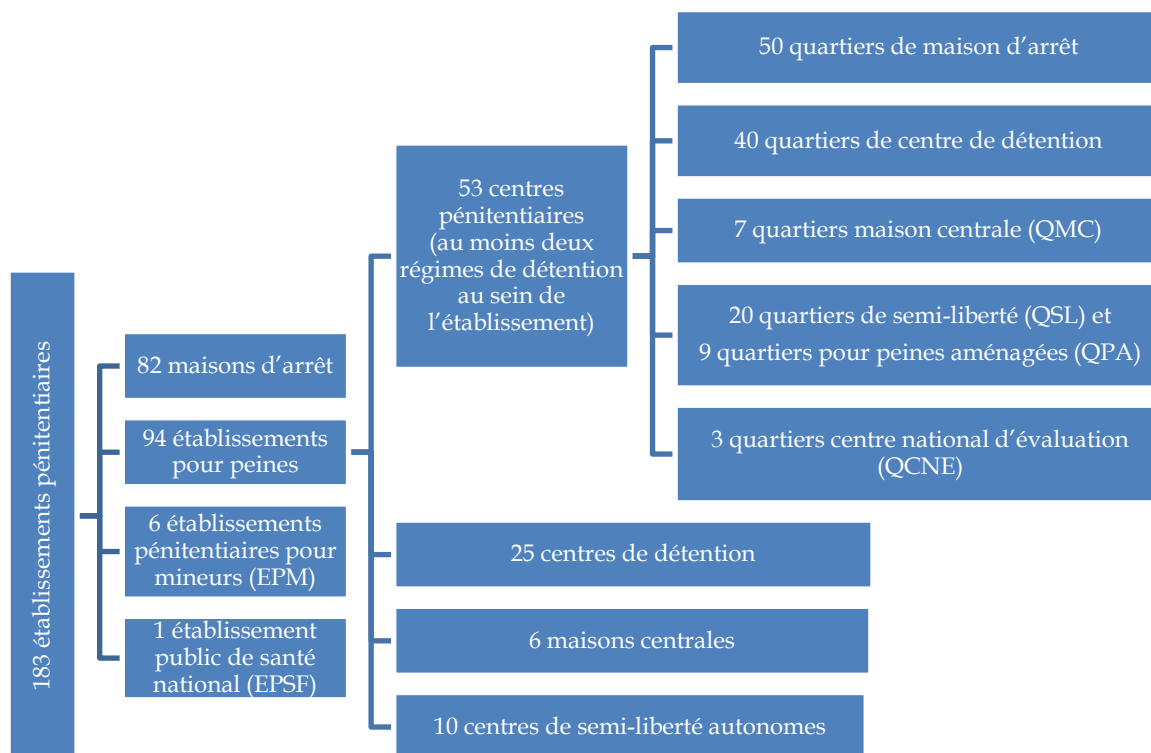 183 établissements pénitentiaires
82 maisons d’arrêt
94 établissements
pour peines
6 établissements
pénitentiaires pour
mineurs (EPM)
1 établissement
public de santé
national (EPSF)
53 centres
pénitentiaires
(au moins deux
régimes de détention
au sein de
l’établissement)
25 centres de détention
6 maisons centrales
10 centres de semi-liberté autonomes
50 quartiers de maison d’arrêt
40 quartiers de centre de détention
7 quartiers maison centrale (QMC)
20 quartiers de semi-liberté (QSL) et
9 quartiers pour peines aménagées (QPA)
3 quartiers centre national d’évaluation
(QCNE)